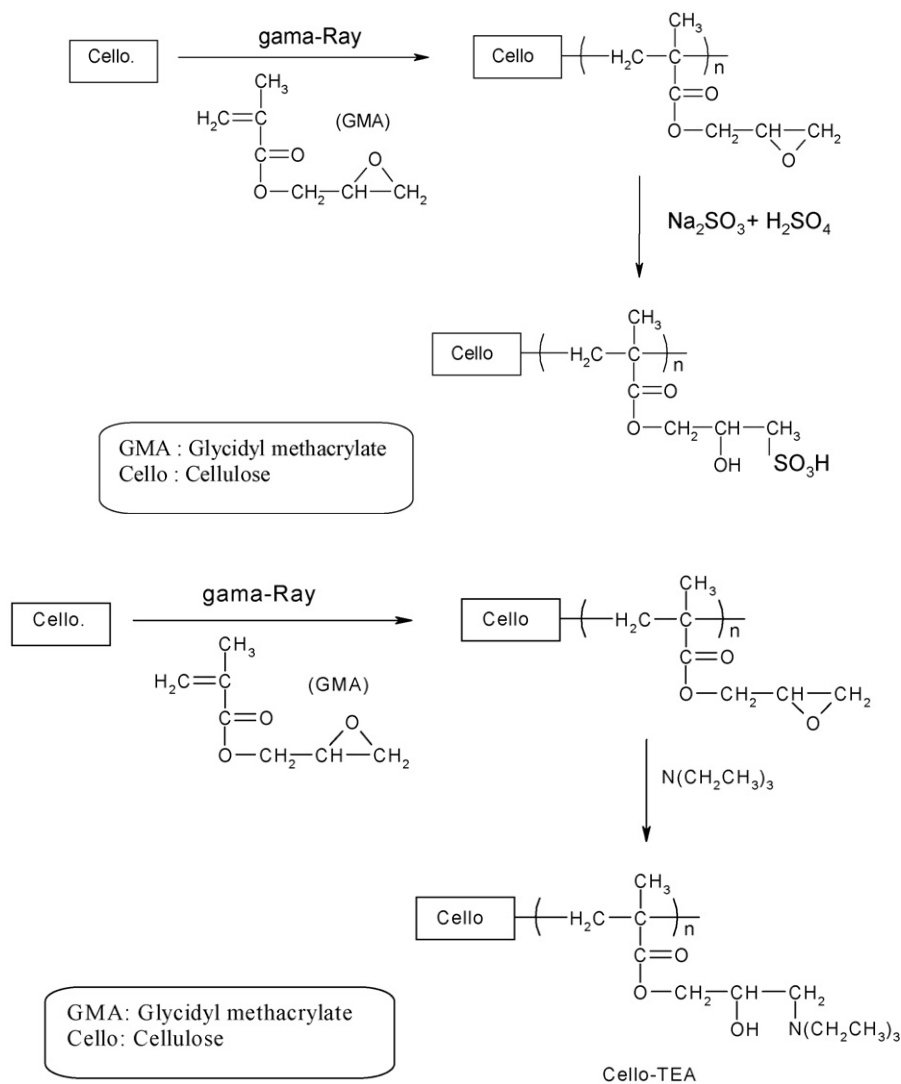 gama-Ray
Cello.
CH₃
H₂C=C
(GMA)
C=O
O
O—CH₂—CH—CH₂
Cello
CH₃
H₂C—C
n
C=O
O—CH₂—CH—CH₂
O
Na₂SO₃+ H₂SO₄
Cello
CH₃
H₂C—C
n
C=O
O—CH₂—CH—CH₃
OH
SO₃H
GMA : Glycidyl methacrylate
Cello : Cellulose
gama-Ray
Cello.
CH₃
H₂C=C
(GMA)
C=O
O
O—CH₂—CH—CH₂
Cello
CH₃
H₂C—C
n
C=O
O—CH₂—CH—CH₂
O
N(CH₂CH₃)₃
Cello
CH₃
H₂C—C
n
C=O
O—CH₂—CH—CH₂
OH
N(CH₂CH₃)₃
Cello-TEA
GMA: Glycidyl methacrylate
Cello: Cellulose